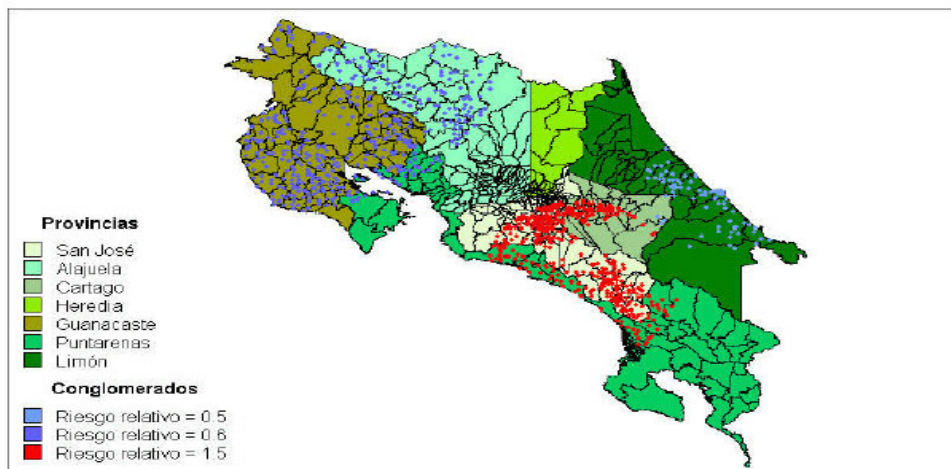 Provincias
San José
Alajuela
Cartago
Heredia
Guanacaste
Puntarenas
Limón
Conglomerados
Riesgo relativo = 0.5
Riesgo relativo = 0.6
Riesgo relativo = 1.5